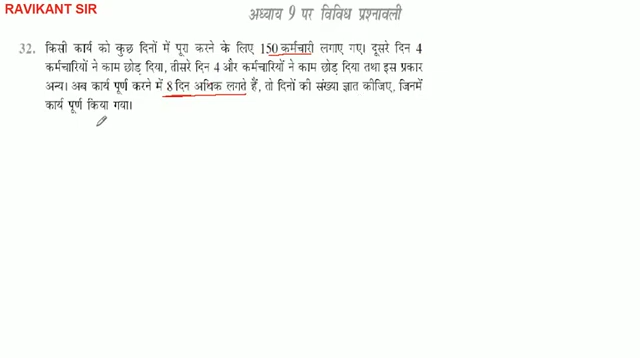 RAVIKANT SIR
अध्याय 9 पर विविध प्रश्नावली
32. किसी कार्य को कुछ दिनों में पूरा करने के लिए 150 कर्मचारी लगाए गए। दूसरे दिन 4
कर्मचारियों ने काम छोड़ दिया, तीसरे दिन 4 और कर्मचारियों ने काम छोड़ दिया तथा इस प्रकार
अन्य। अब कार्य पूर्ण करने में 8 दिन अधिक लगते हैं, तो दिनों की संख्या ज्ञात कीजिए, जिनमें
कार्य पूर्ण किया गया।